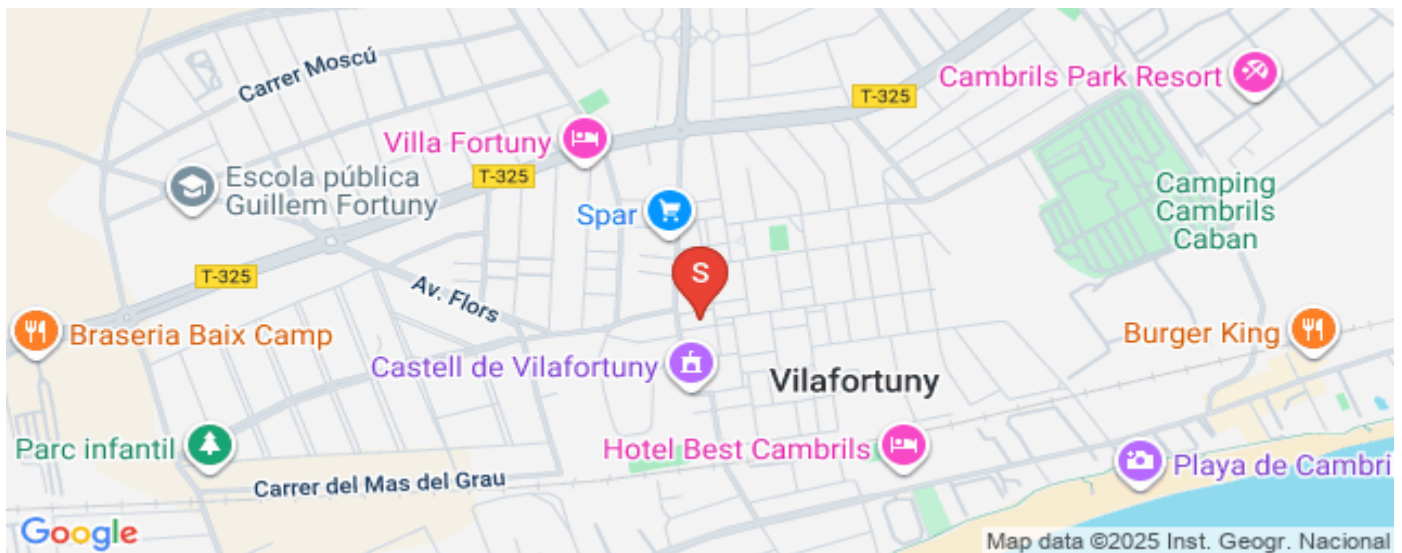 Carrer Moscú
T-325
Cambrils Park Resort
Villa Fortuny
T-325
Escola pública
Guillem Fortuny
Spar
Camping
Cambrils
Caban
S
T-325
Av. Flors
Braseria Baix Camp
Burger King
Castell de Vilafortuny
Vilafortuny
Parc infantil
Hotel Best Cambrils
Playa de Cambri
Carrer del Mas del Grau
Google
Map data ©2025 Inst. Geogr. Nacional